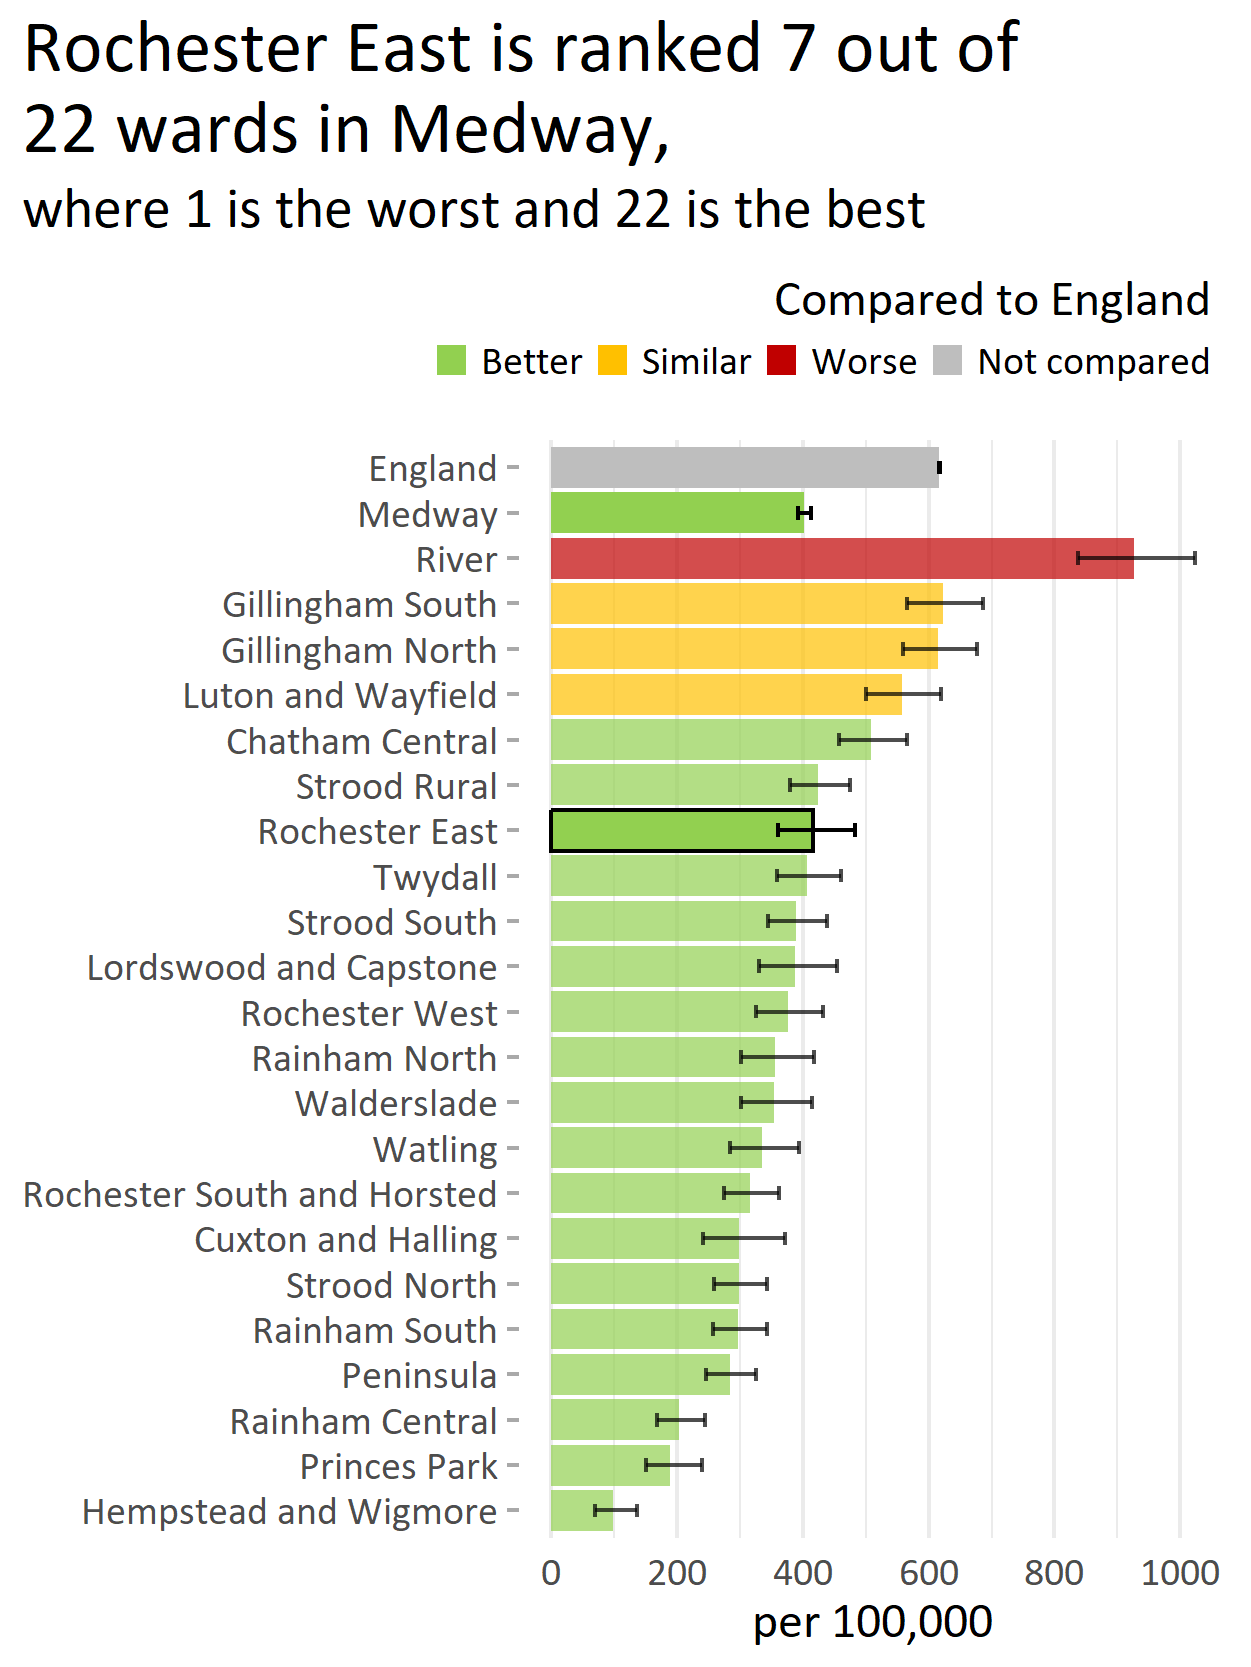 Rochester East is ranked 7 out of
22 wards in Medway,
where 1 is the worst and 22 is the best
Compared to England
Better Similar Worse Not compared
England
Medway
River
Gillingham South
Gillingham North
Luton and Wayfield
Chatham Central
Strood Rural
Rochester East
Twydall
Strood South
Lordswood and Capstone
Rochester West
Rainham North
Walderslade
Watling
Rochester South and Horsted
Cuxton and Halling
Strood North
Rainham South
Peninsula
Rainham Central
Princes Park
Hempstead and Wigmore
0 200 400 600 800 1000
per 100,000